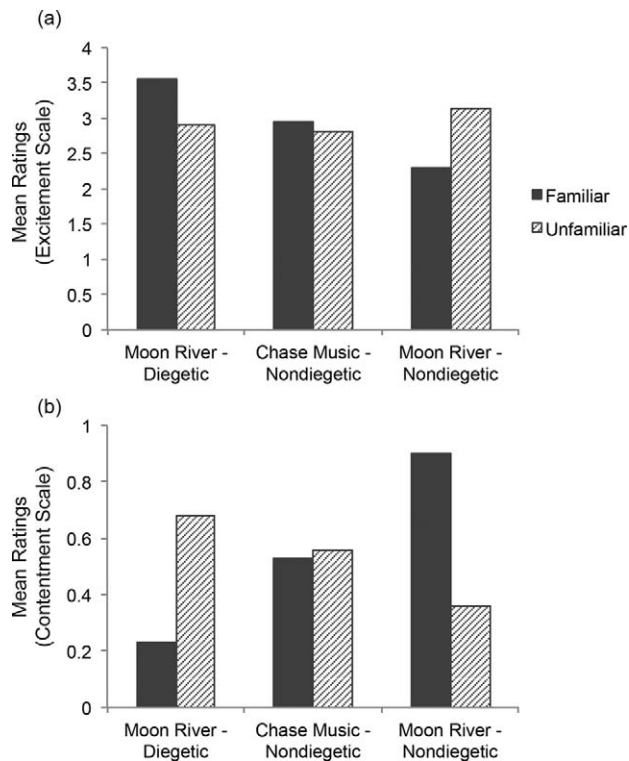 (a)
Mean Ratings
(Excitement Scale)
4
3.5
3
2.5
2
1.5
1
0.5
0
Moon River -
Diegetic
Chase Music -
Nondiegetic
Moon River -
Nondiegetic
Familiar
Unfamiliar
(b)
Mean Ratings
(Contentment Scale)
1
0.8
0.6
0.4
0.2
0
Moon River -
Diegetic
Chase Music -
Nondiegetic
Moon River -
Nondiegetic